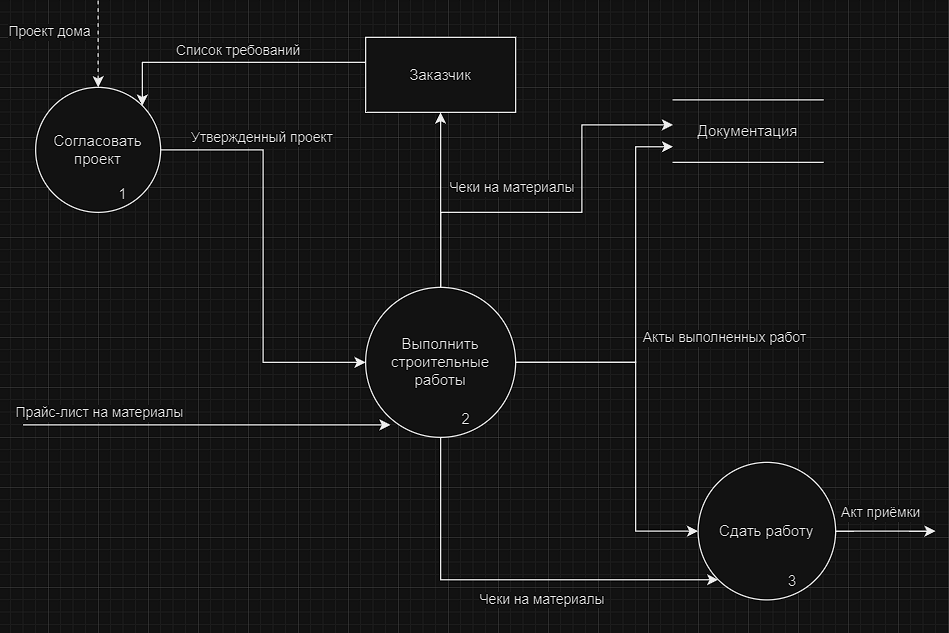 Проект дома
Список требований
Заказчик
Согласовать
проект
1
Утвержденный проект
Документация
Чеки на материалы
Выполнить
строительные
работы
2
Акты выполненных работ
Прайс-лист на материалы
Сдать работу
3
Акт приёмки
Чеки на материалы